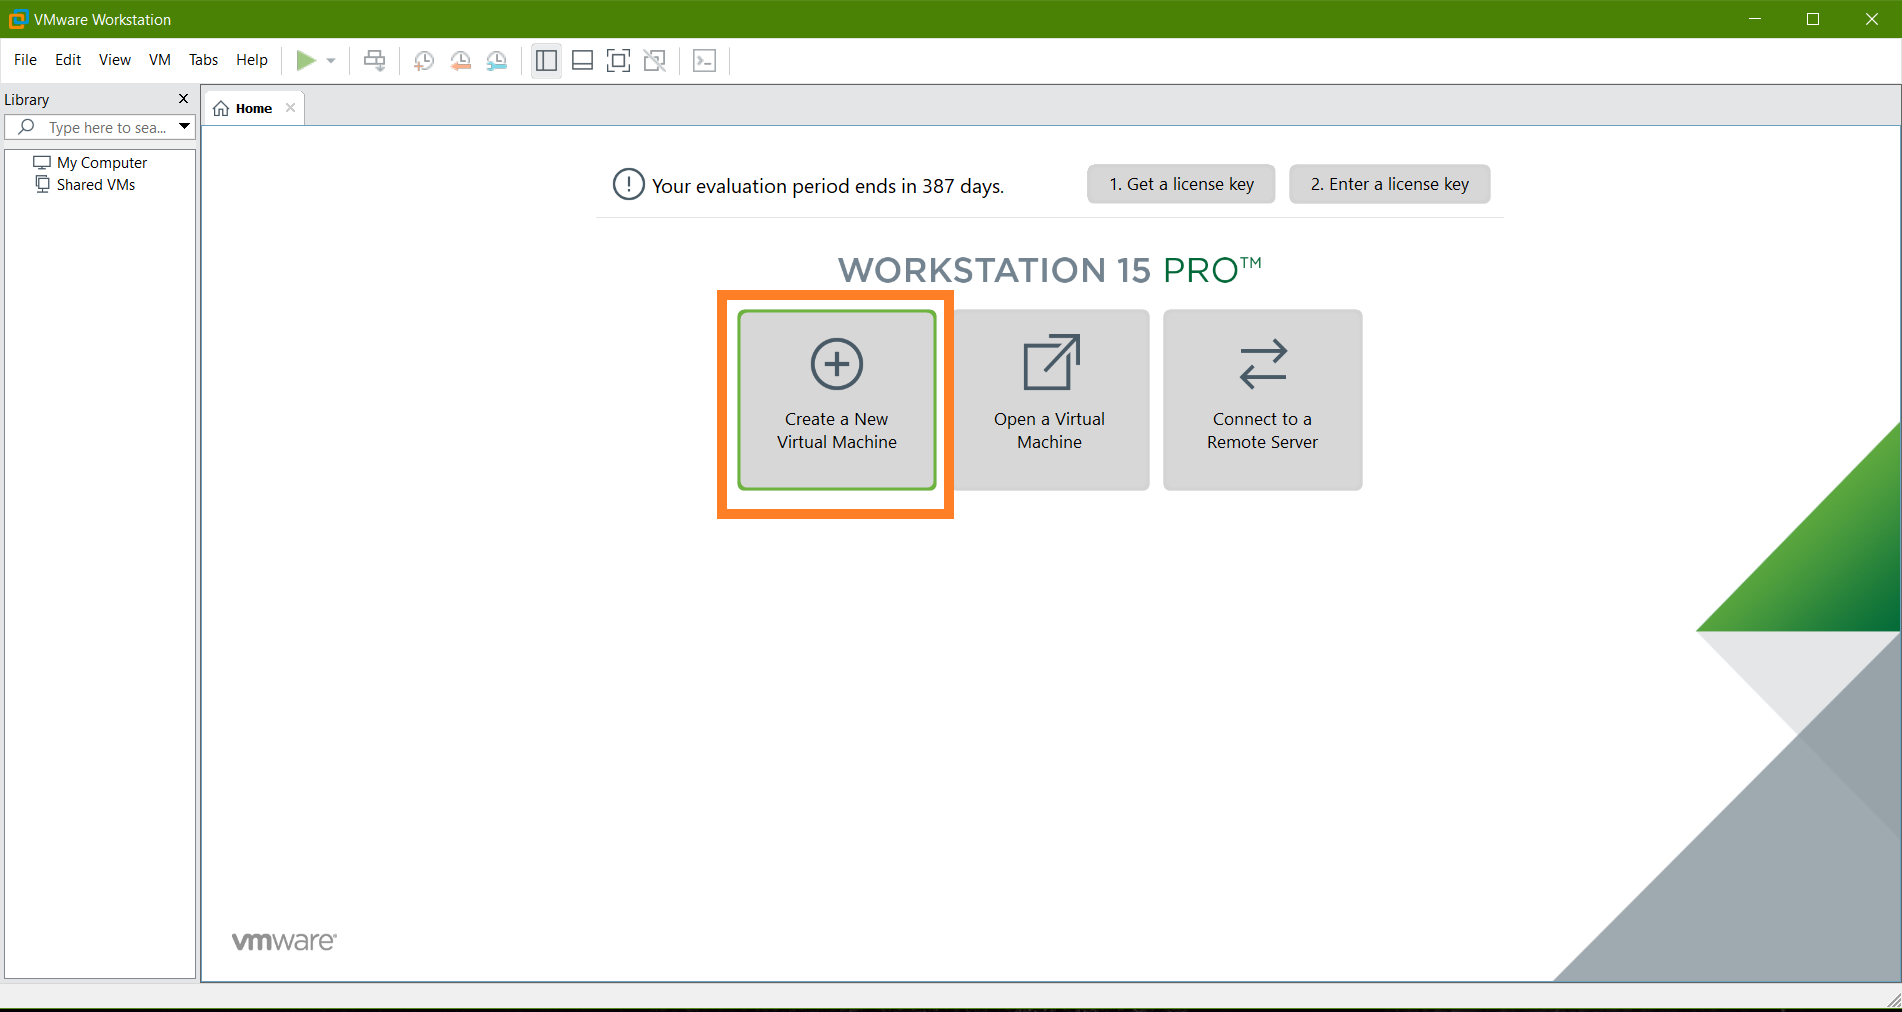 VMware Workstation
File Edit View VM Tabs Help
Library
Type here to sea...
My Computer
Shared VMs
Home
Your evaluation period ends in 387 days.
1. Get a license key
2. Enter a license key
WORKSTATION 15 PRO™
Create a New
Virtual Machine
Open a Virtual
Machine
Connect to a
Remote Server
vmware®